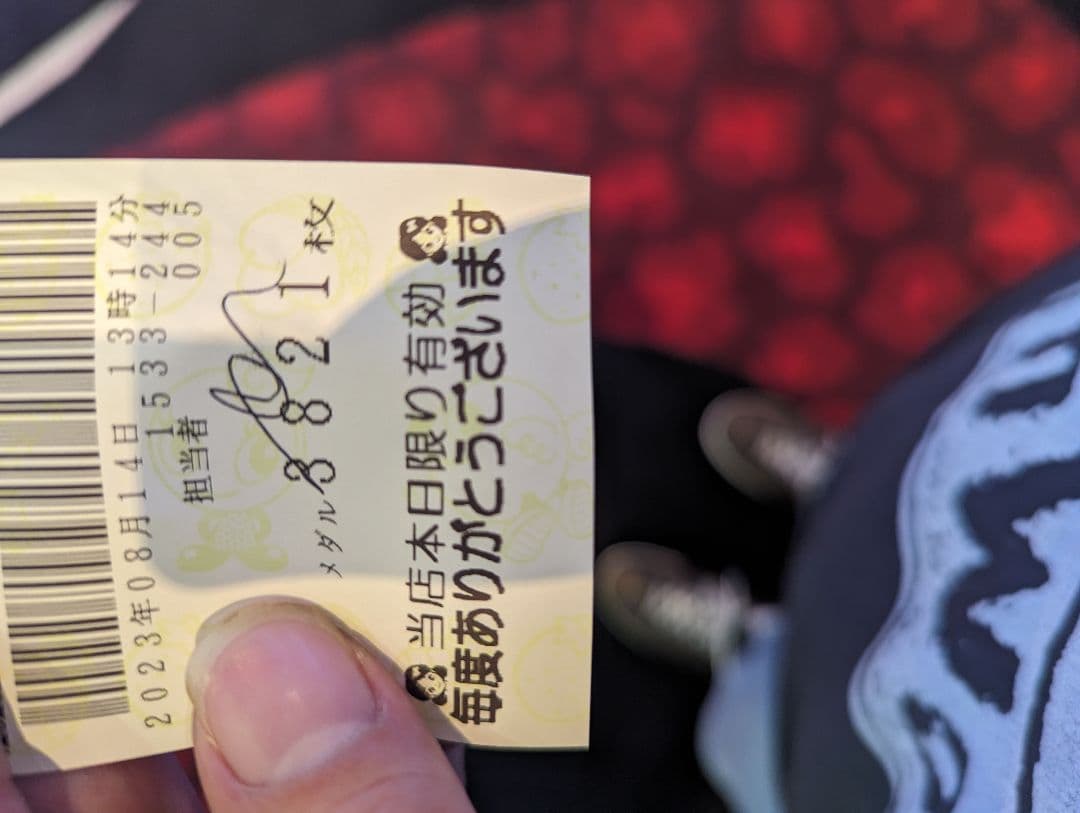 2023年08月14日 13時14分
1533-244
担当者 005
メダル 3821枚
当店本日限り有効
毎度ありがとうございます